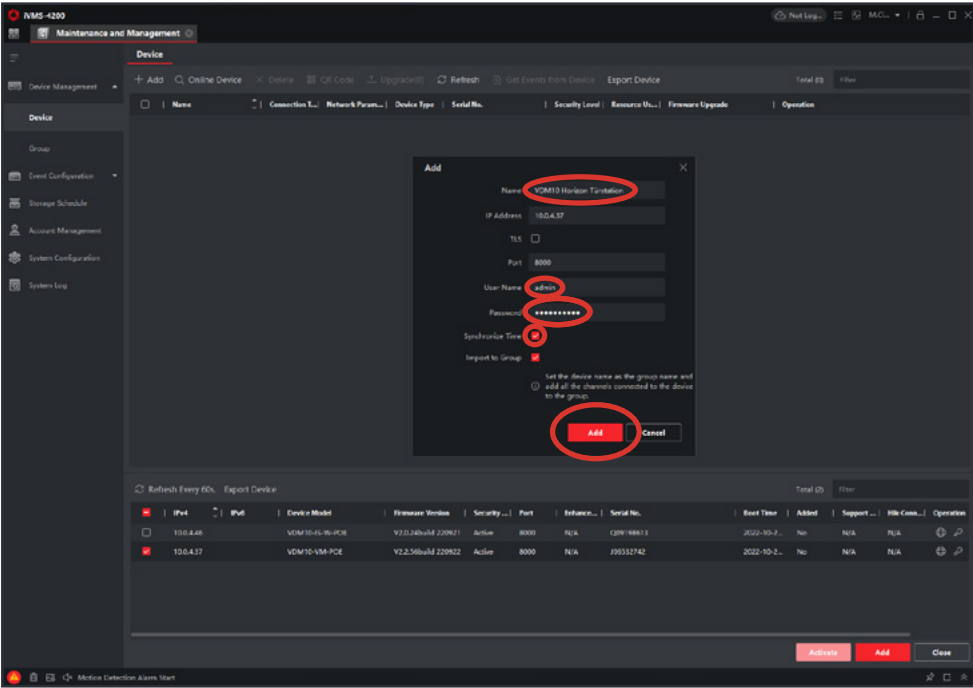 iVMS-4200
Not Log...
M.C...
Maintenance and Management
Device
+ Add Online Device Delete QR Code Upgrade(0) Refresh Get Events from Device Export Device Total (0) Filter
Device Management
Device
Group
Event Configuration
Storage Schedule
Account Management
System Configuration
System Log
Name Connection T... Network Param... Device Type Serial No. Security Level Resource Us... Firmware Upgrade Operation
Add
Name VDM10 Horizon Türstation
IP Address 10.0.4.37
TLS
Port 8000
User Name admin
Password ••••••••••
Synchronize Time
Import to Group
Set the device name as the group name and
add all the channels connected to the device
to the group.
Add Cancel
Refresh Every 60s. Export Device Total (2) Filter
IPv4 IPv6 Device Model Firmware Version Security ... Port Enhance... Serial No. Boot Time Added Support ... Hik-Conn... Operation
10.0.4.46 VDM10-IS-W-POE V2.0.24build 220921 Active 8000 N/A 2022-10-2... No N/A N/A
10.0.4.37 VDM10-VM-POE V2.2.56build 220922 Active 8000 N/A J06532742 2022-10-2... No N/A N/A
Activate Add Close
Motion Detection Alarm Start